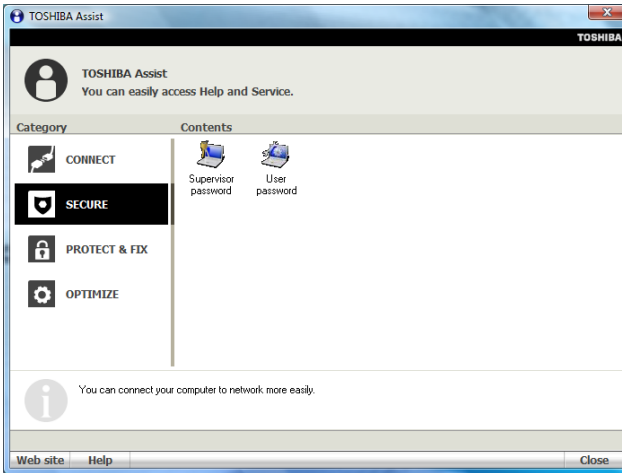 TOSHIBA Assist
TOSHIBA
TOSHIBA Assist
You can easily access Help and Service.
Category
Contents
CONNECT
SECURE
PROTECT & FIX
OPTIMIZE
Supervisor
password
User
password
You can connect your computer to network more easily.
Web site
Help
Close